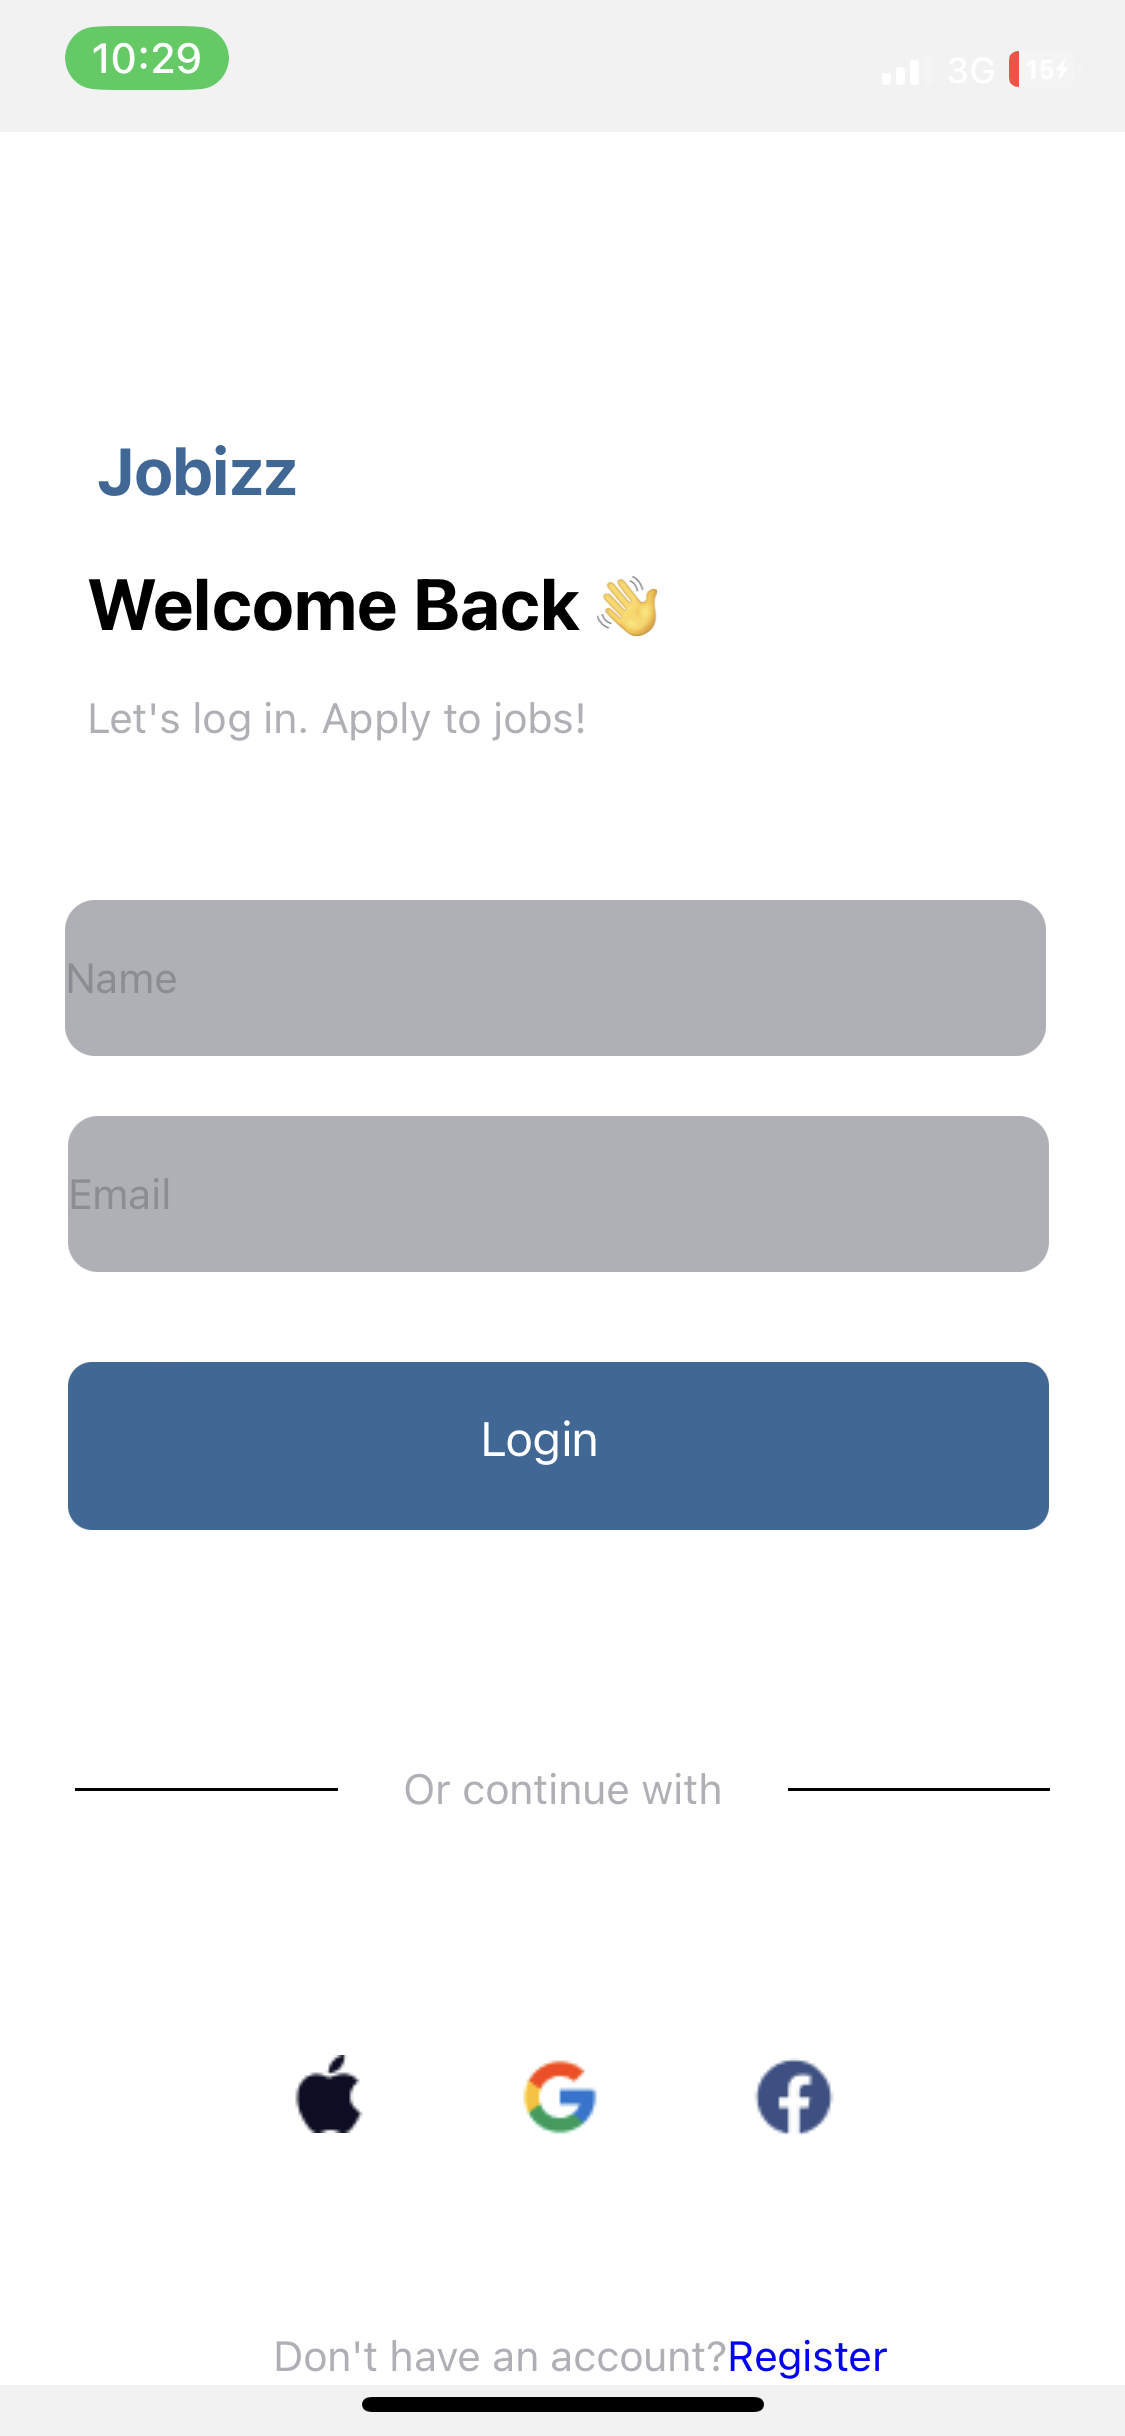 10:29
3G 15
Jobizz
Welcome Back 👋
Let's log in. Apply to jobs!
Name
Email
Login
Or continue with
Don't have an account?Register